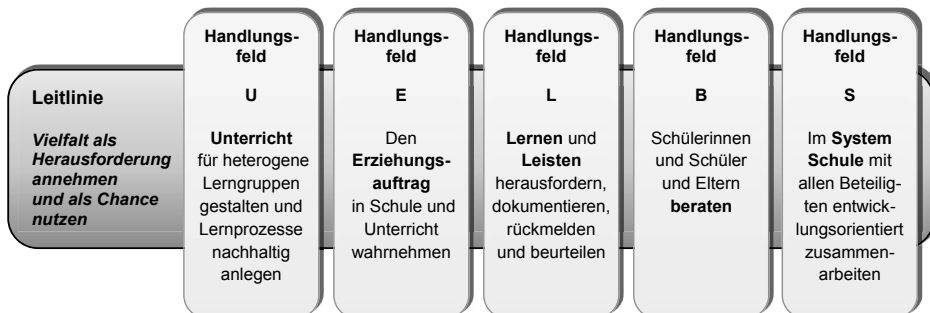 Leitlinie
Vielfalt als
Herausforderung
annehmen
und als Chance
nutzen
Handlungs-
feld
U
Unterricht
für heterogene
Lerngruppen
gestalten und
Lernprozesse
nachhaltig
anlegen
Handlungs-
feld
E
Den
Erziehungs-
auftrag
in Schule und
Unterricht
wahrnehmen
Handlungs-
feld
L
Lernen und
Leisten
herausfordern,
dokumentieren,
rückmelden
und beurteilen
Handlungs-
feld
B
Schülerinnen
und Schüler
und Eltern
beraten
Handlungs-
feld
S
Im System
Schule mit
allen Beteilig-
ten entwick-
lungsorientiert
zusammen-
arbeiten